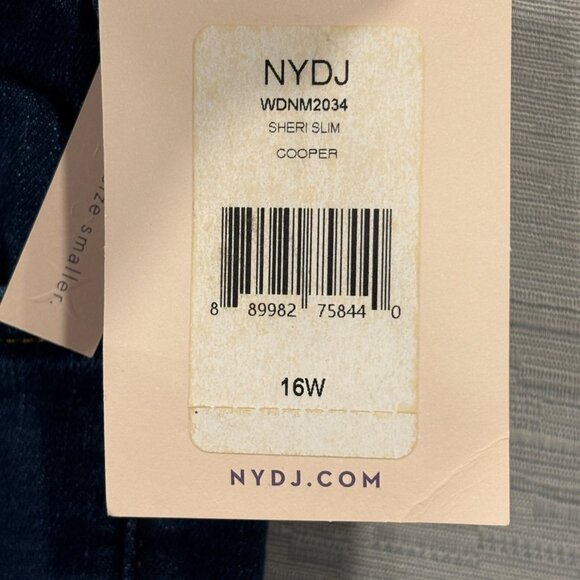 NYDJ
WDNM2034
SHERI SLIM
COOPER
8 89982 75844 0
16W
NYDJ.COM
size smaller.